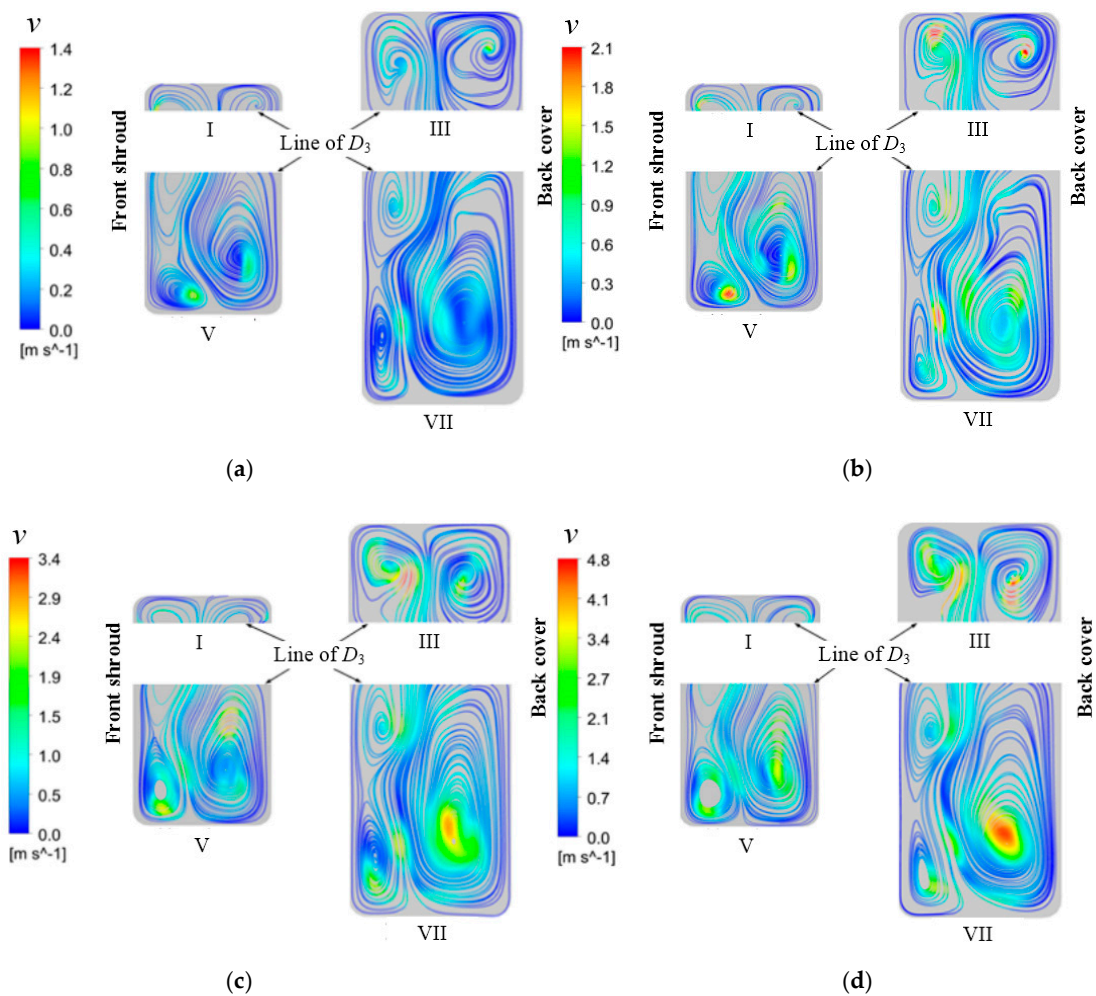 v
1.4
1.2
1.0
0.8
0.6
0.4
0.2
0.0
[m s^-1]
Front shroud
I
III
Line of D3
V
VII
Back cover
(a)
v
2.1
1.8
1.5
1.2
0.9
0.6
0.3
0.0
[m s^-1]
Front shroud
I
III
Line of D3
V
VII
Back cover
(b)
v
3.4
2.9
2.4
1.9
1.5
1.0
0.5
0.0
[m s^-1]
Front shroud
I
III
Line of D3
V
VII
Back cover
(c)
v
4.8
4.1
3.4
2.7
2.1
1.4
0.7
0.0
[m s^-1]
Front shroud
I
III
Line of D3
V
VII
Back cover
(d)